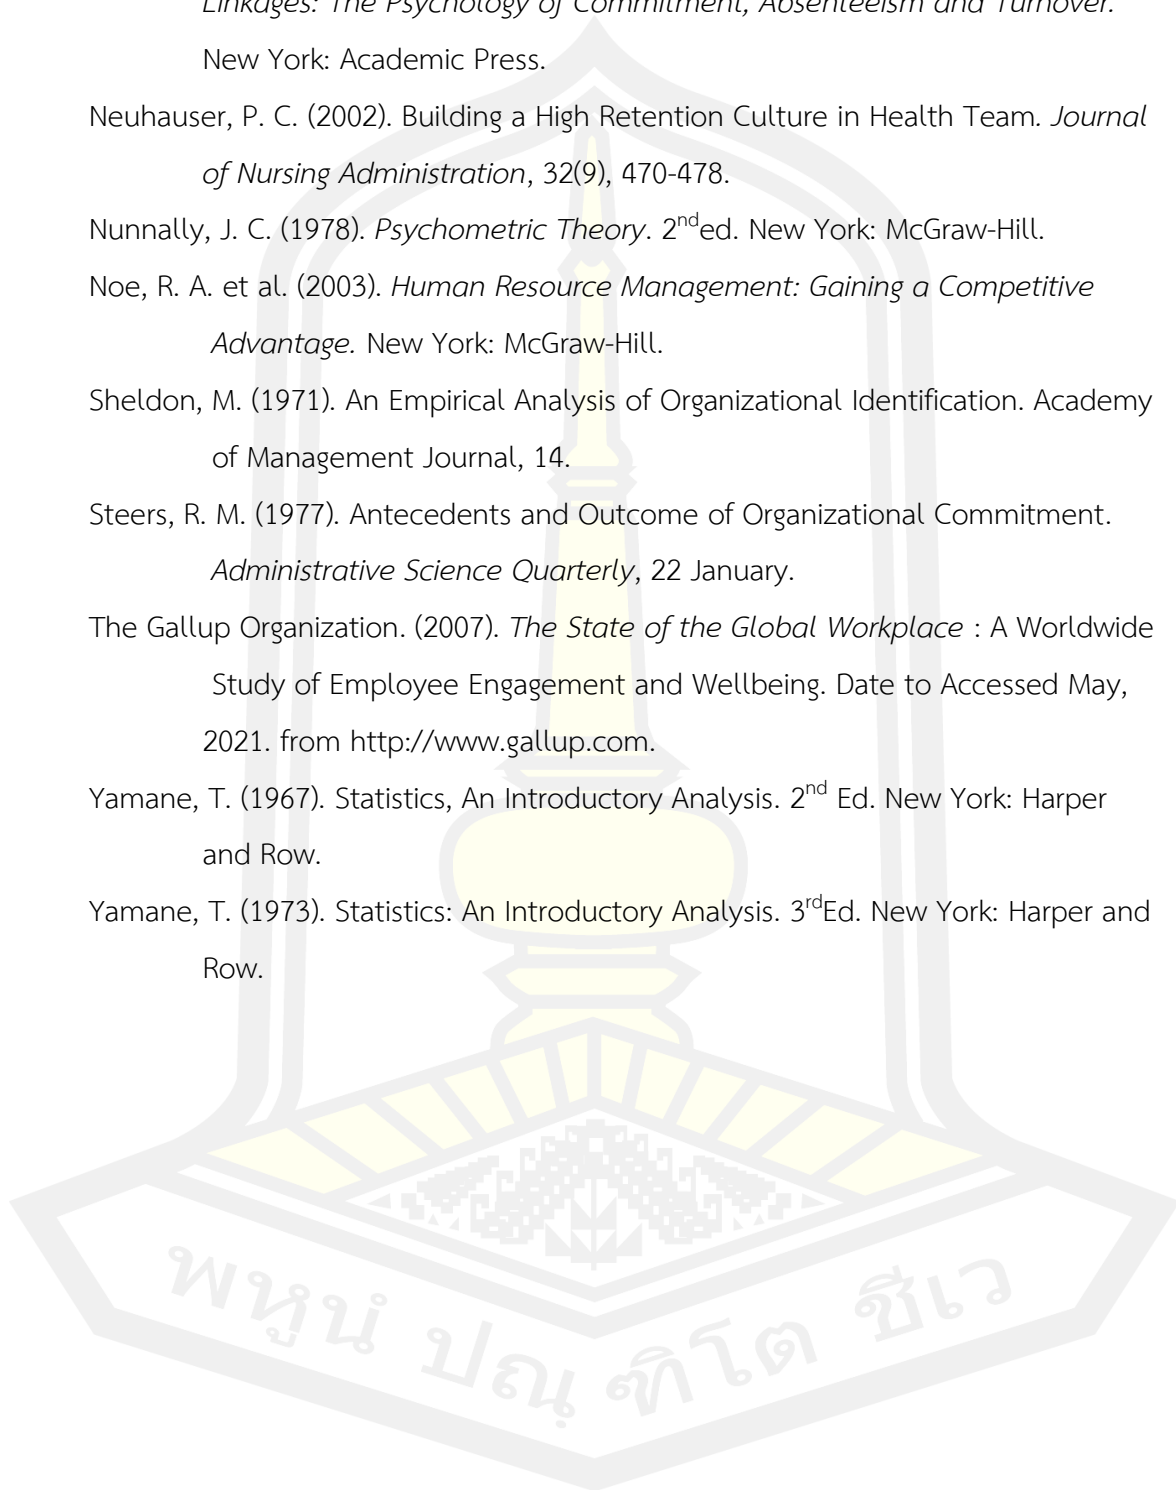 Linkages: The Psychology of Commitment, Absenteeism and Turnover.
New York: Academic Press.
Neuhauser, P. C. (2002). Building a High Retention Culture in Health Team. Journal
of Nursing Administration, 32(9), 470-478.
Nunnally, J. C. (1978). Psychometric Theory. 2nded. New York: McGraw-Hill.
Noe, R. A. et al. (2003). Human Resource Management: Gaining a Competitive
Advantage. New York: McGraw-Hill.
Sheldon, M. (1971). An Empirical Analysis of Organizational Identification. Academy
of Management Journal, 14.
Steers, R. M. (1977). Antecedents and Outcome of Organizational Commitment.
Administrative Science Quarterly, 22 January.
The Gallup Organization. (2007). The State of the Global Workplace : A Worldwide
Study of Employee Engagement and Wellbeing. Date to Accessed May,
2021. from http://www.gallup.com.
Yamane, T. (1967). Statistics, An Introductory Analysis. 2nd Ed. New York: Harper
and Row.
Yamane, T. (1973). Statistics: An Introductory Analysis. 3rdEd. New York: Harper and
Row.
พหูนํ ปณฺ ฑิโต ชีเว